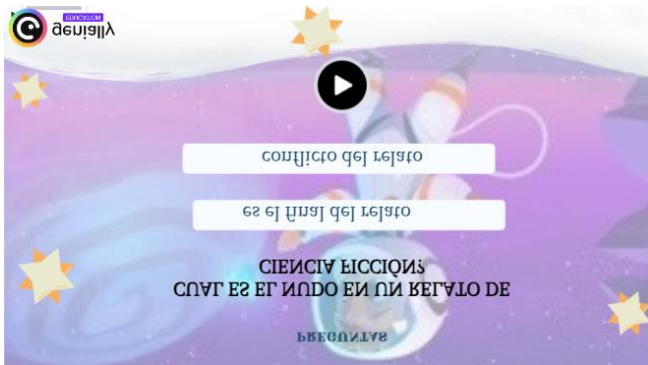 PREGUNTAS
CUAL ES EL NUDO EN UN RELATO DE
CIENCIA FICCIÓN?
es el final del relato
conflicto del relato
genially
EDUCATION